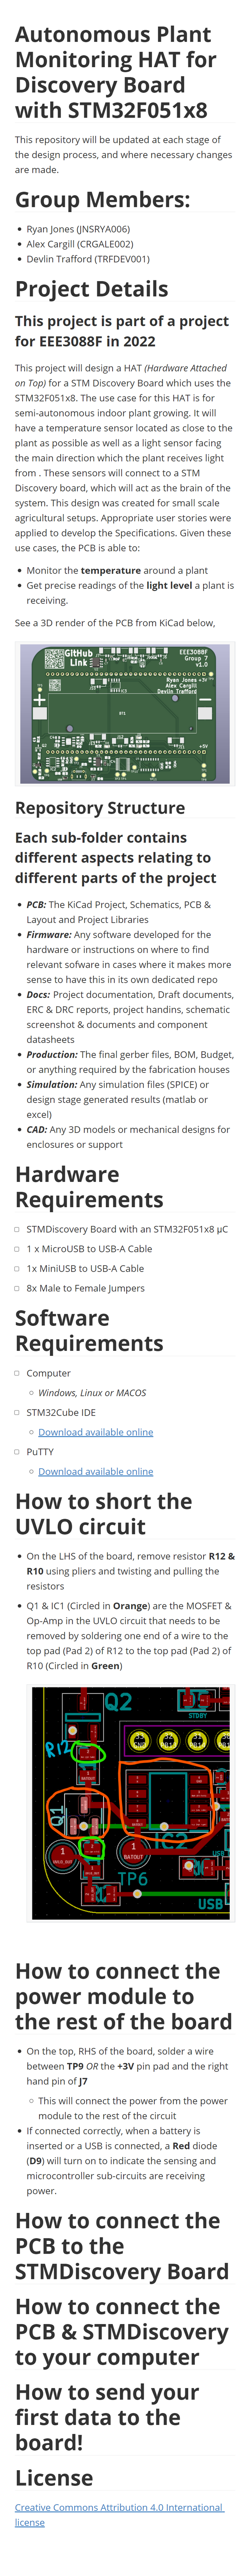 Autonomous Plant
Monitoring HAT for
Discovery Board
with STM32F051x8
This repository will be updated at each stage of
the design process, and where necessary changes
are made.
Group Members:
Ryan Jones (JNSRYA006)
Alex Cargill (CRGALE002)
Devlin Trafford (TRFDEV001)
Project Details
This project is part of a project
for EEE3088F in 2022
This project will design a HAT (Hardware Attached
on Top) for a STM Discovery Board which uses the
STM32F051x8. The use case for this HAT is for
semi-autonomous indoor plant growing. It will
have a temperature sensor located as close to the
plant as possible as well as a light sensor facing
the main direction which the plant receives light
from . These sensors will connect to a STM
Discovery board, which will act as the brain of the
system. This design was created for small scale
agricultural setups. Appropriate user stories were
applied to develop the Specifications. Given these
use cases, the PCB is able to:
Monitor the temperature around a plant
Get precise readings of the light level a plant is
receiving.
See a 3D render of the PCB from KiCad below,
GitHub
Link
EEE3088F
Group 7
v1.0
Ryan Jones
Alex Cargill
Devlin Trafford
+3V
+5V
BT1
Repository Structure
Each sub-folder contains
different aspects relating to
different parts of the project
PCB: The KiCad Project, Schematics, PCB &
Layout and Project Libraries
Firmware: Any software developed for the
hardware or instructions on where to find
relevant sofware in cases where it makes more
sense to have this in its own dedicated repo
Docs: Project documentation, Draft documents,
ERC & DRC reports, project handins, schematic
screenshot & documents and component
datasheets
Production: The final gerber files, BOM, Budget,
or anything required by the fabrication houses
Simulation: Any simulation files (SPICE) or
design stage generated results (matlab or
excel)
CAD: Any 3D models or mechanical designs for
enclosures or support
Hardware
Requirements
STMDiscovery Board with an STM32F051x8 µC
1 x MicroUSB to USB-A Cable
1x MiniUSB to USB-A Cable
8x Male to Female Jumpers
Software
Requirements
Computer
Windows, Linux or MACOS
STM32Cube IDE
Download available online
PuTTY
Download available online
How to short the
UVLO circuit
On the LHS of the board, remove resistor R12 &
R10 using pliers and twisting and pulling the
resistors
Q1 & IC1 (Circled in Orange) are the MOSFET &
Op-Amp in the UVLO circuit that needs to be
removed by soldering one end of a wire to the
top pad (Pad 2) of R12 to the top pad (Pad 2) of
R10 (Circled in Green)
Q2
STDBY
R12
BATOUT
Q1
IC2
1
UVLO_OUT
1
BATOUT
TP6
USB
How to connect the
power module to
the rest of the board
On the top, RHS of the board, solder a wire
between TP9 OR the +3V pin pad and the right
hand pin of J7
This will connect the power from the power
module to the rest of the circuit
If connected correctly, when a battery is
inserted or a USB is connected, a Red diode
(D9) will turn on to indicate the sensing and
microcontroller sub-circuits are receiving
power.
How to connect the
PCB to the
STMDiscovery Board
How to connect the
PCB & STMDiscovery
to your computer
How to send your
first data to the
board!
License
Creative Commons Attribution 4.0 International
license